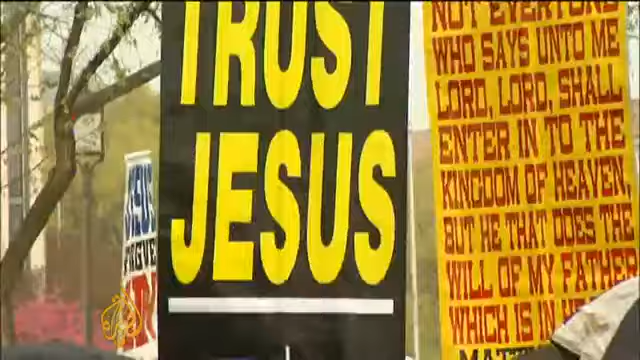 TRUST
JESUS
NOT EVERYONE
WHO SAYS UNTO ME
LORD, LORD, SHALL
ENTER IN TO THE
KINGDOM OF HEAVEN,
BUT HE THAT DOES THE
WILL OF MY FATHER
WHICH IS IN
JESUS